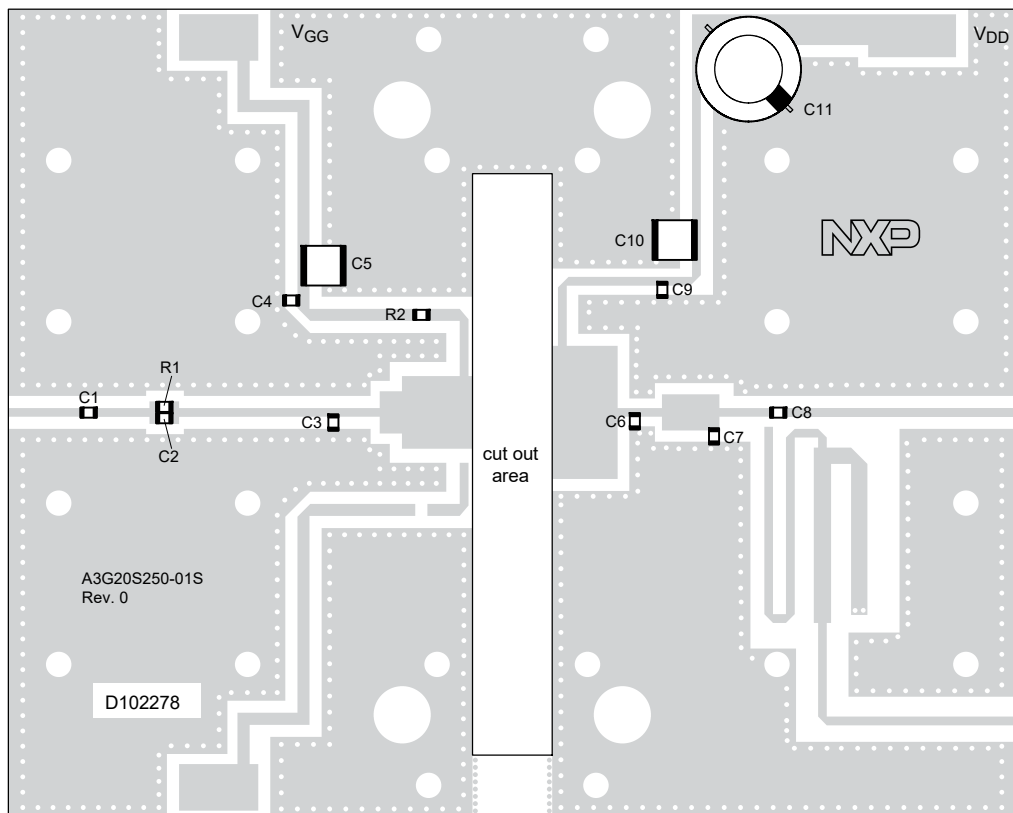 VGG
VDD
C11
C10
C5
C9
C4
R2
R1
C1
C2
C3
C6
C7
C8
NXP
cut out
area
A3G20S250-01S
Rev. 0
D102278